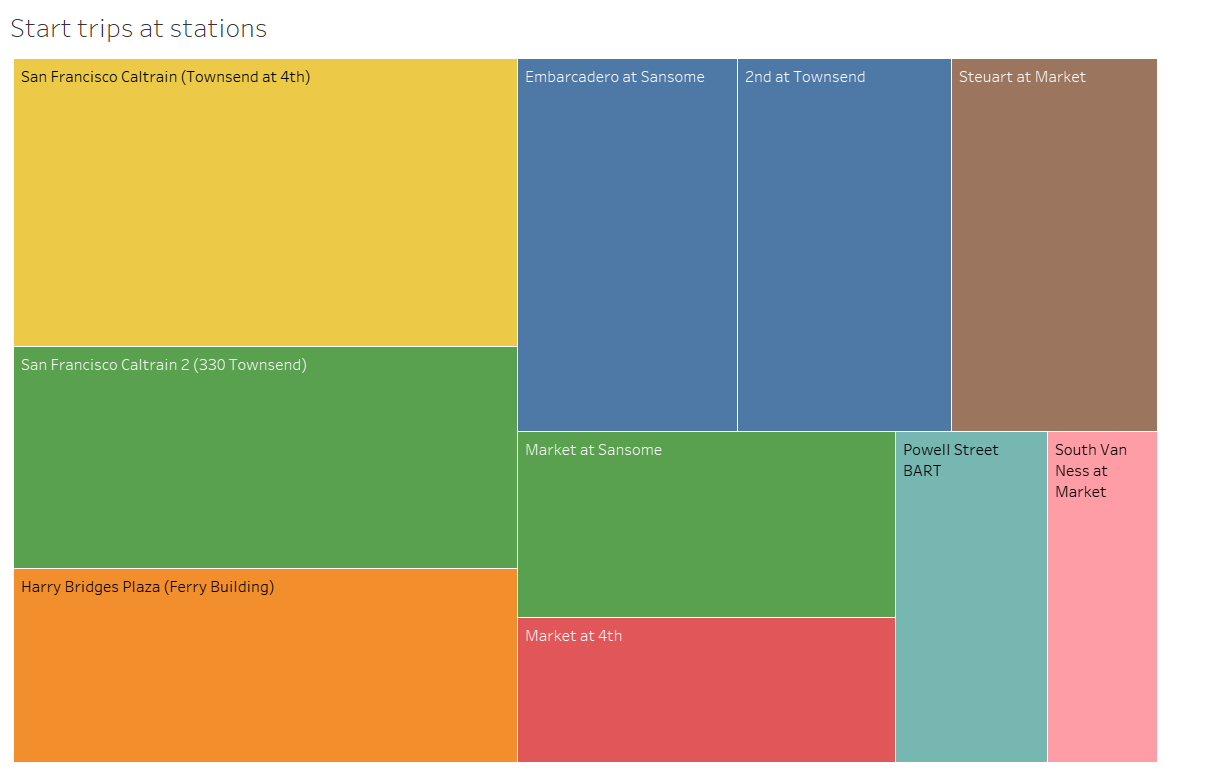 Start trips at stations
San Francisco Caltrain (Townsend at 4th)
Embarcadero at Sansome
2nd at Townsend
Steuart at Market
San Francisco Caltrain 2 (330 Townsend)
Market at Sansome
Powell Street
BART
South Van
Ness at
Market
Harry Bridges Plaza (Ferry Building)
Market at 4th